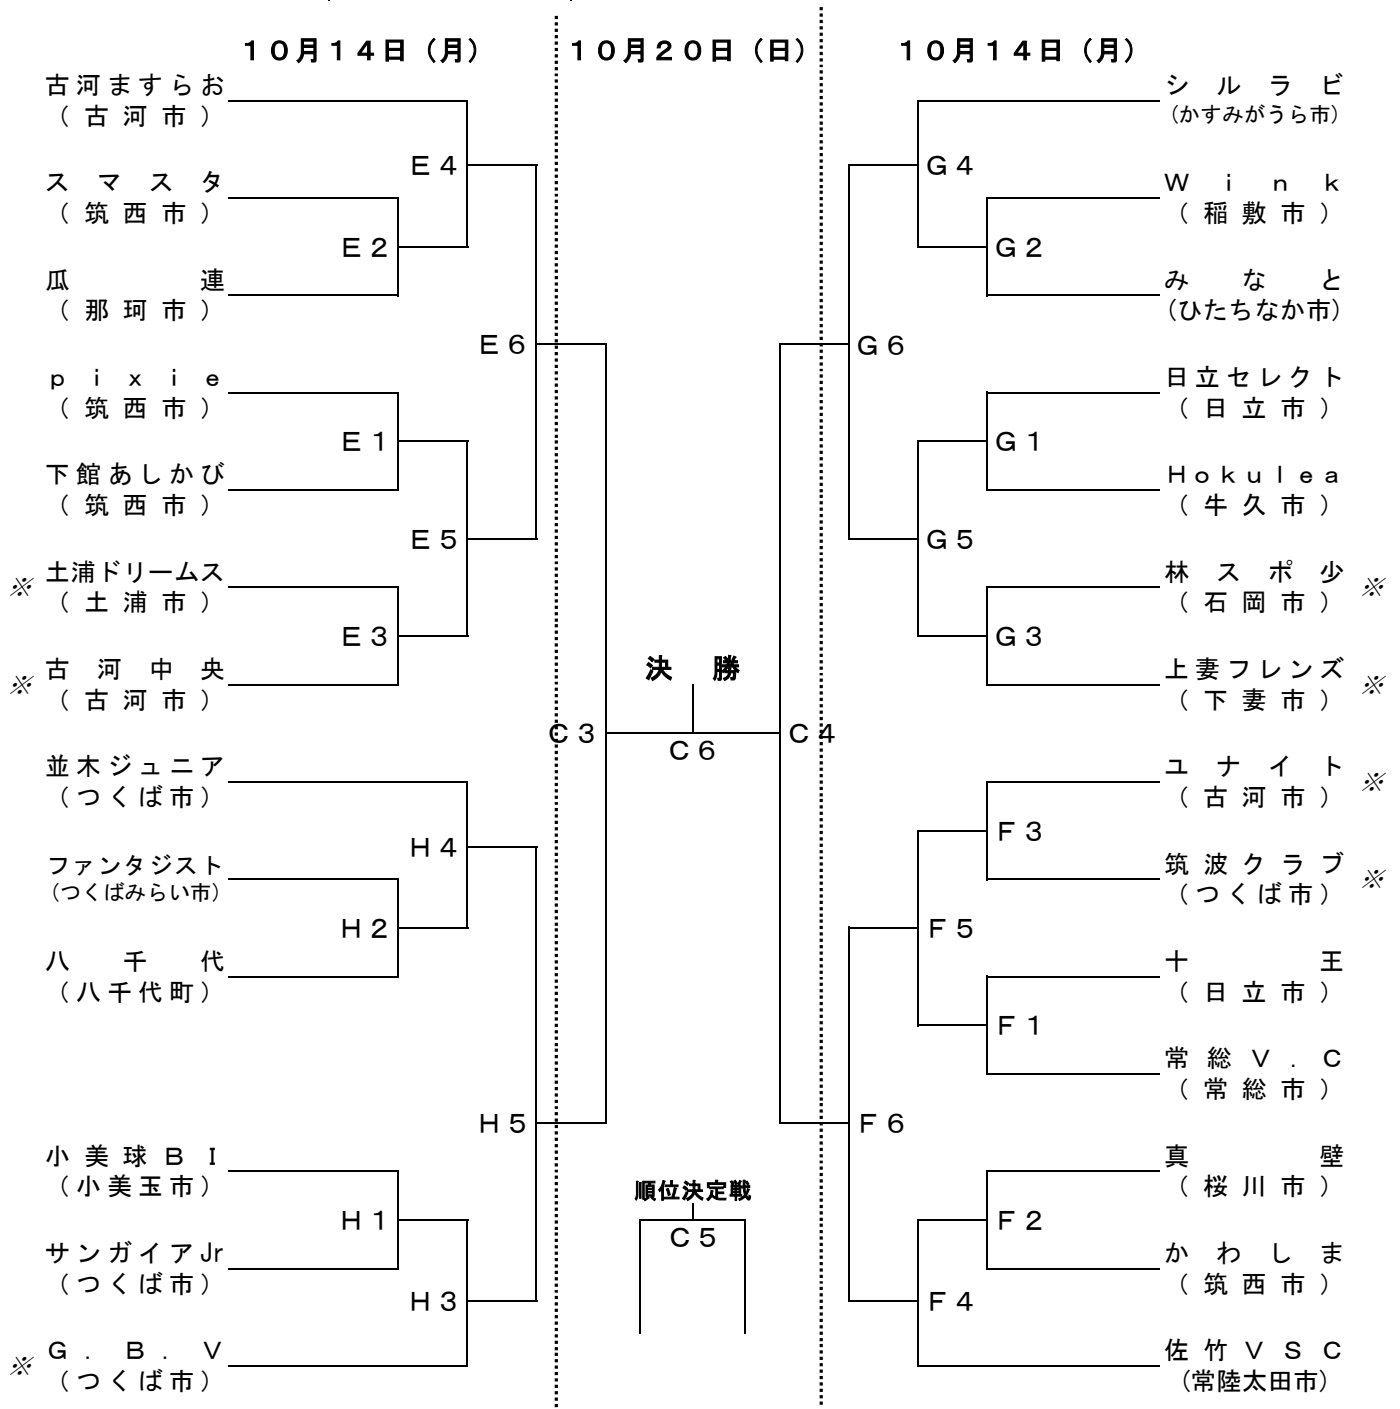 10月14日（月）
10月20日（日）
10月14日（月）
古河ますらお
（古河市）
E4
スマスタ
（筑西市）
E2
瓜連
（那珂市）
E6
pixie
（筑西市）
E1
下館あしかび
（筑西市）
E5
※ 土浦ドリームス
（土浦市）
E3
※ 古河中央
（古河市）
C3
並木ジュニア
（つくば市）
H4
ファンタジスト
（つくばみらい市）
H2
八千代
（八千代町）
H5
小美球BI
（小美玉市）
H1
サンガイアJr
（つくば市）
H3
※ G.B.V
（つくば市）
決勝
C6
順位決定戦
C5
シルラビ
（かすみがうら市）
G4
Wink
（稲敷市）
G2
みなと
（ひたちなか市）
G6
日立セレクト
（日立市）
G1
Hokulea
（牛久市）
G5
林スポ少 ※
（石岡市）
G3
上妻フレンズ ※
（下妻市）
C4
ユナイト ※
（古河市）
F3
筑波クラブ ※
（つくば市）
F5
十王
（日立市）
F1
常総V.C
（常総市）
F6
真壁
（桜川市）
F2
かわしま
（筑西市）
F4
佐竹VSC
（常陸太田市）